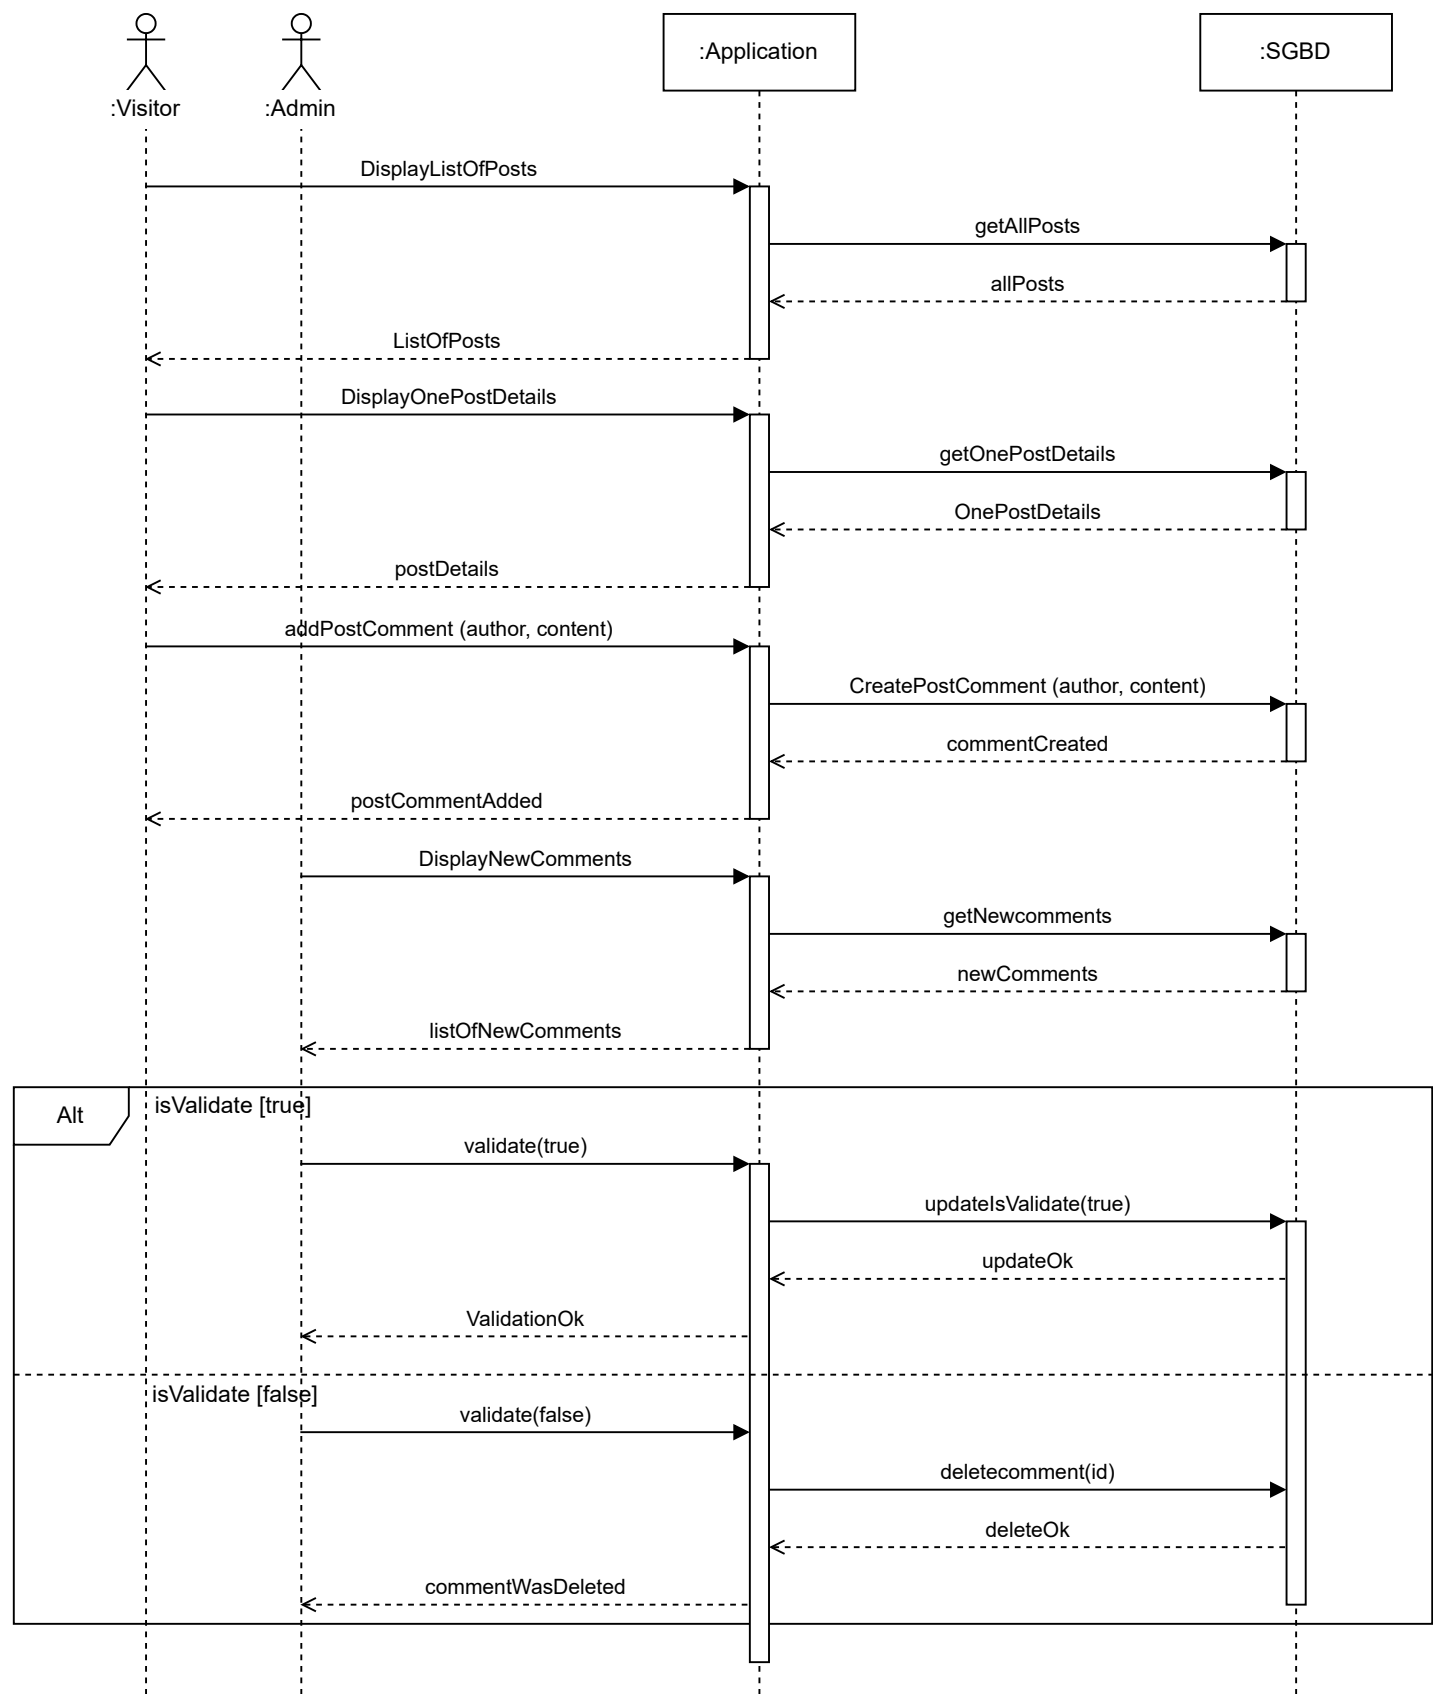 :Visitor
:Admin
:Application
:SGBD
DisplayListOfPosts
getAllPosts
allPosts
ListOfPosts
DisplayOnePostDetails
getOnePostDetails
OnePostDetails
postDetails
addPostComment (author, content)
CreatePostComment (author, content)
commentCreated
postCommentAdded
DisplayNewComments
getNewcomments
newComments
listOfNewComments
Alt
isValidate [true]
validate(true)
updateIsValidate(true)
updateOk
ValidationOk
isValidate [false]
validate(false)
deletecomment(id)
deleteOk
commentWasDeleted